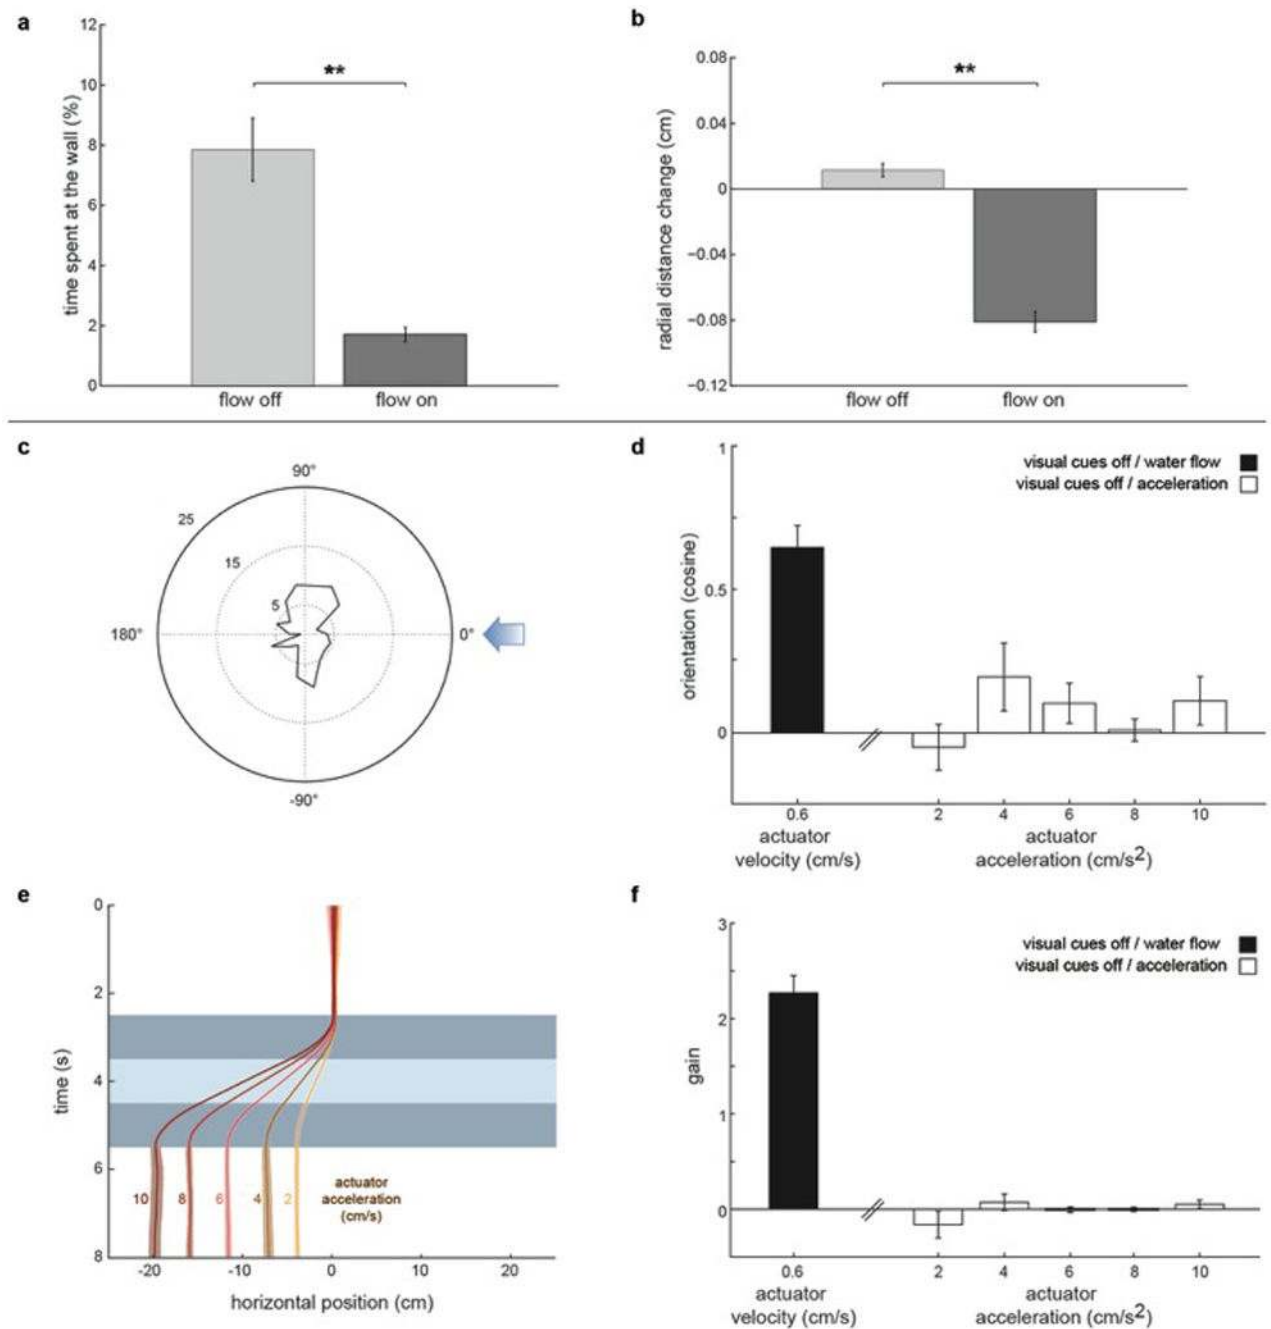 a
12
10
8
6
4
2
0
time spent at the wall (%)
**
flow off
flow on
b
0.08
0.04
0
−0.04
−0.08
−0.12
radial distance change (cm)
**
flow off
flow on
c
90°
25
15
5
180°
0°
-90°
d
1
0.5
0
orientation (cosine)
visual cues off / water flow
visual cues off / acceleration
0.6
2
4
6
8
10
actuator
velocity (cm/s)
actuator
acceleration (cm/s2)
e
0
2
4
6
8
time (s)
10
8
6
4
2
actuator
acceleration
(cm/s)
-20
-10
0
10
20
horizontal position (cm)
f
3
2
1
0
gain
visual cues off / water flow
visual cues off / acceleration
0.6
2
4
6
8
10
actuator
velocity (cm/s)
actuator
acceleration (cm/s2)